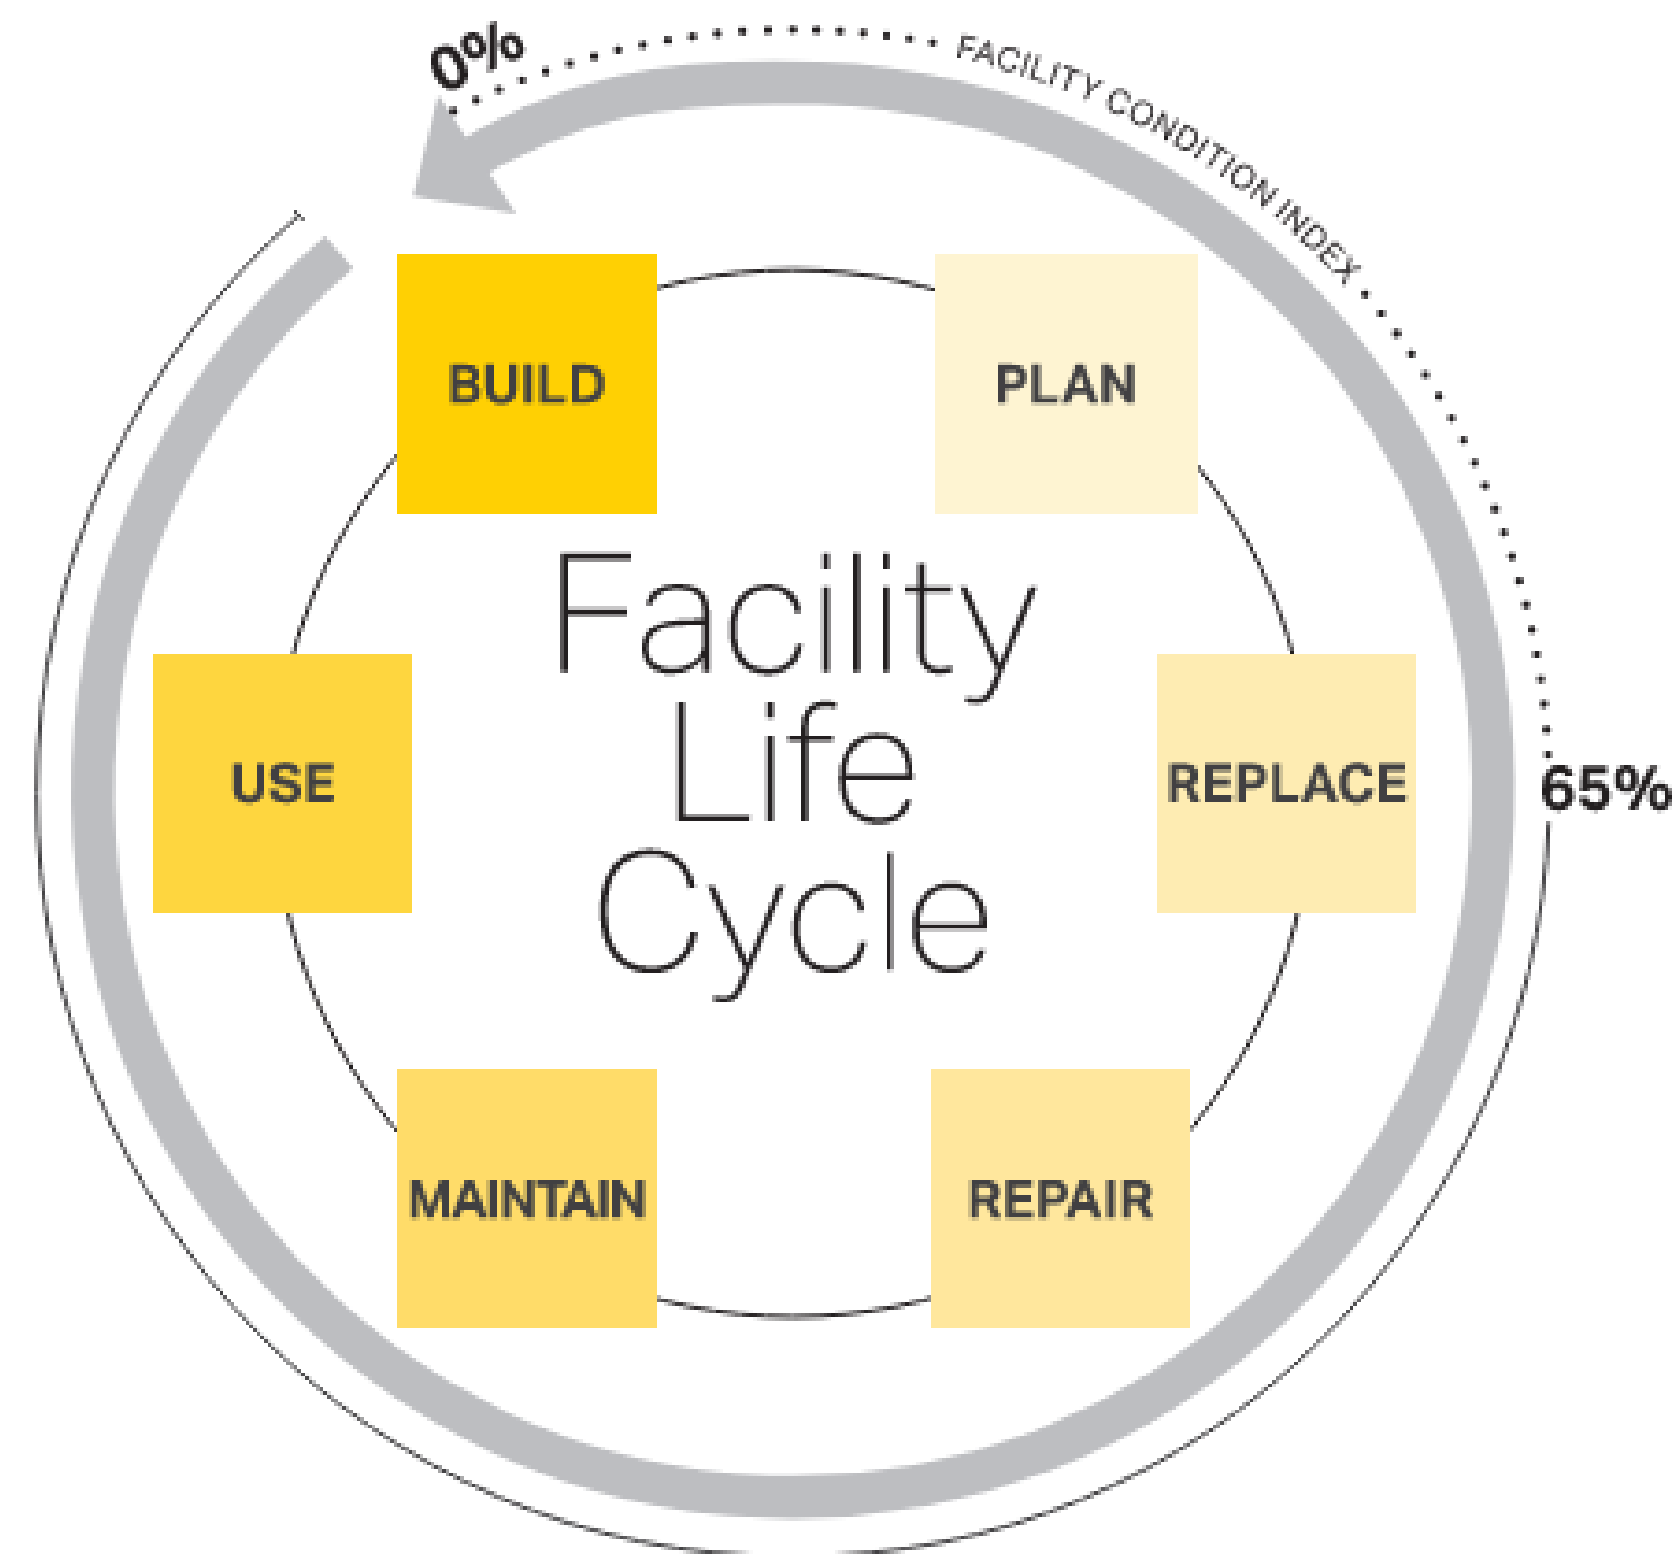 0%
FACILITY CONDITION INDEX
BUILD
PLAN
Facility
Life
Cycle
USE
REPLACE
65%
MAINTAIN
REPAIR